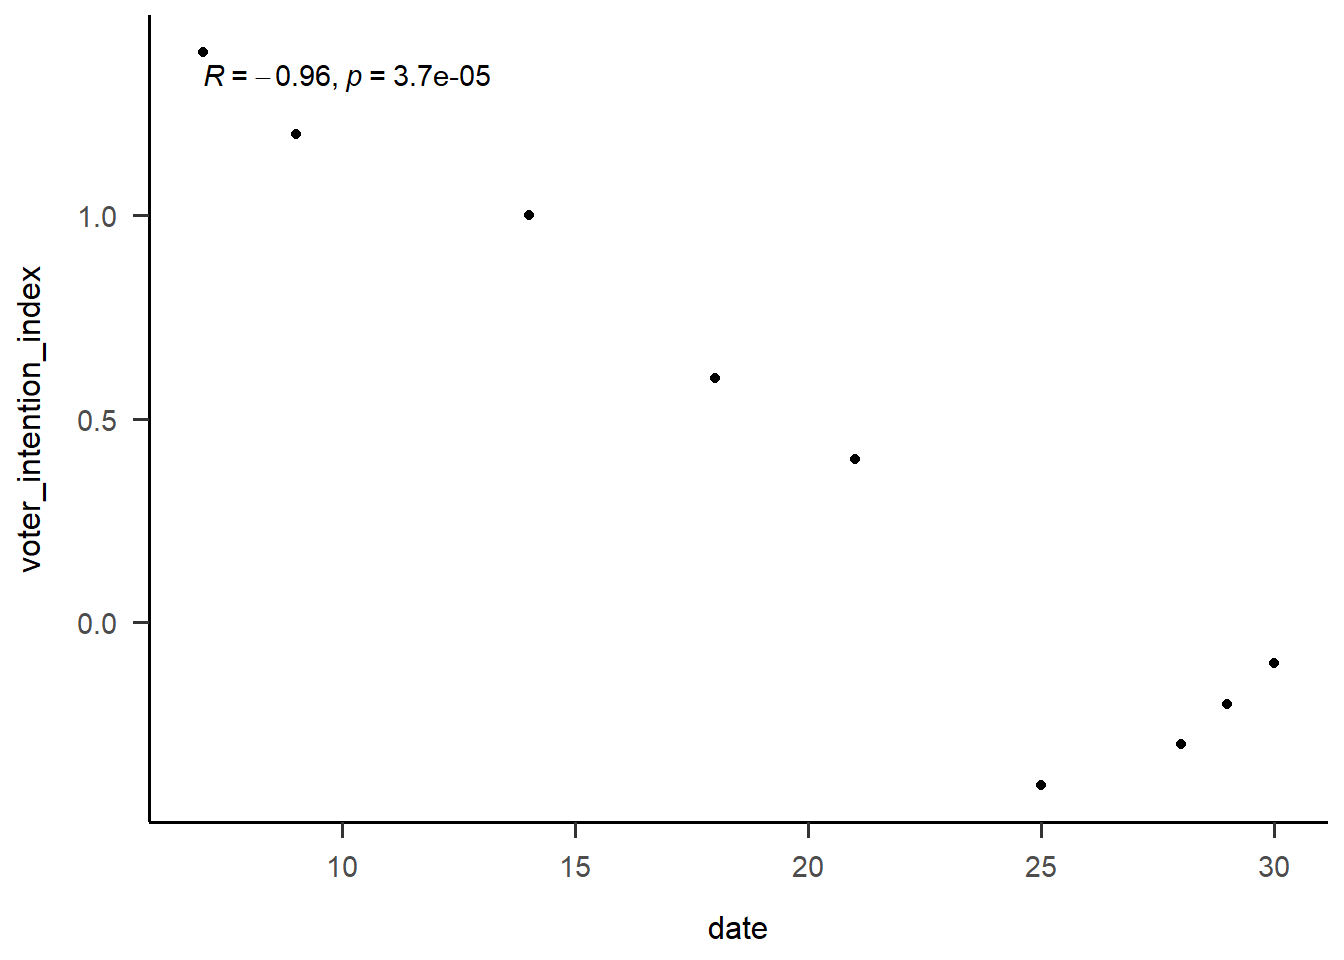 R = −0.96, p = 3.7e-05
1.0
0.5
0.0
voter_intention_index
10 15 20 25 30
date